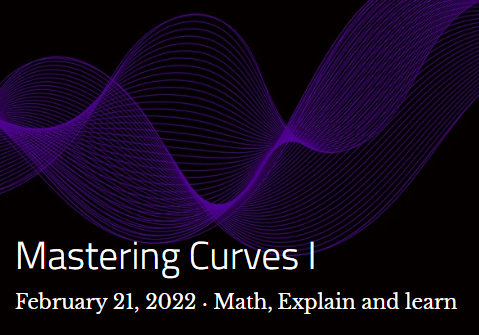 Mastering Curves I
February 21, 2022 · Math, Explain and learn